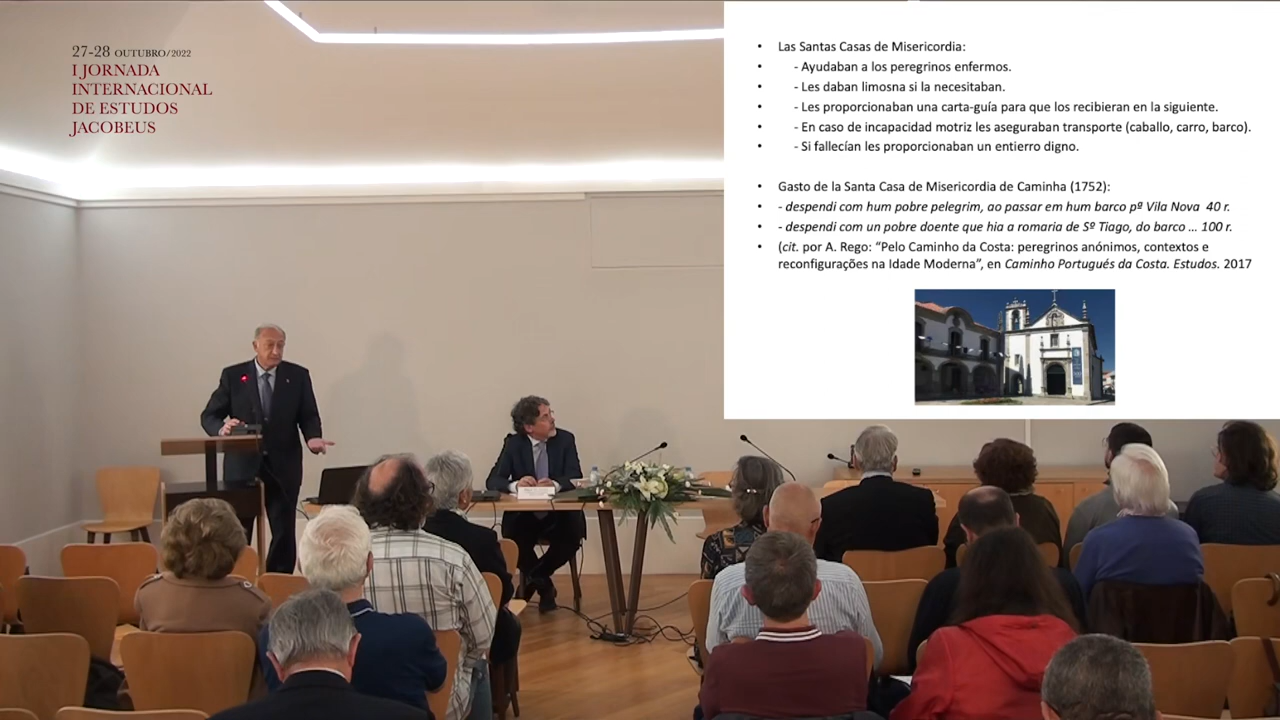 27-28 OUTUBRO/2022
I JORNADA
INTERNACIONAL
DE ESTUDOS
JACOBEUS
• Las Santas Casas de Misericordia:
• - Ayudaban a los peregrinos enfermos.
• - Les daban limosna si la necesitaban.
• - Les proporcionaban una carta-guía para que los recibieran en la siguiente.
• - En caso de incapacidad motriz les aseguraban transporte (caballo, carro, barco).
• - Si fallecían les proporcionaban un entierro digno.
• Gasto de la Santa Casa de Misericordia de Caminha (1752):
• - despendi com hum pobre pelegrim, ao passar em hum barco pª Vila Nova 40 r.
• - despendi com un pobre doente que hia a romaria de Sº Tiago, do barco ... 100 r.
• (cit. por A. Rego: “Pelo Caminho da Costa: peregrinos anónimos, contextos e
reconfigurações na Idade Moderna”, en Caminho Portugués da Costa. Estudos. 2017